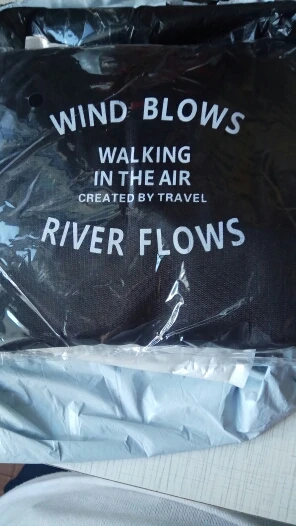 WIND BLOWS
WALKING
IN THE AIR
CREATED BY TRAVEL
RIVER FLOWS